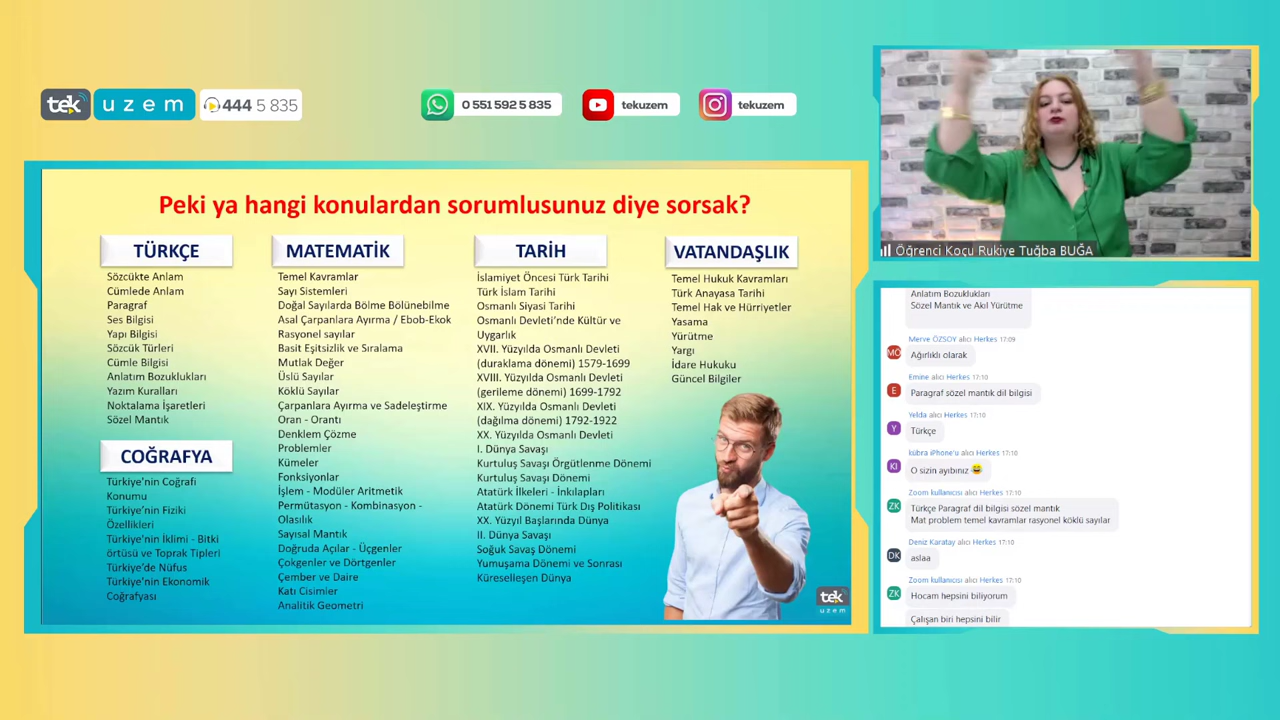 tek uzem 444 5 835
0 551 592 5 835
tekuzem
tekuzem
Peki ya hangi konulardan sorumlusunuz diye sorsak?
TÜRKÇE
Sözcükte Anlam
Cümlede Anlam
Paragraf
Ses Bilgisi
Yapı Bilgisi
Sözcük Türleri
Cümle Bilgisi
Anlatım Bozuklukları
Yazım Kuralları
Noktalama İşaretleri
Sözel Mantık
COĞRAFYA
Türkiye'nin Coğrafi
Konumu
Türkiye'nin Fiziki
Özellikleri
Türkiye'nin İklimi - Bitki
örtüsü ve Toprak Tipleri
Türkiye'de Nüfus
Türkiye'nin Ekonomik
Coğrafyası
MATEMATİK
Temel Kavramlar
Sayı Sistemleri
Doğal Sayılarda Bölme Bölünebilme
Asal Çarpanlara Ayırma / Ebob-Ekok
Rasyonel sayılar
Basit Eşitsizlik ve Sıralama
Mutlak Değer
Üslü Sayılar
Köklü Sayılar
Çarpanlara Ayırma ve Sadeleştirme
Oran - Orantı
Denklem Çözme
Problemler
Kümeler
Fonksiyonlar
İşlem - Modüler Aritmetik
Permütasyon - Kombinasyon -
Olasılık
Sayısal Mantık
Doğruda Açılar - Üçgenler
Çokgenler ve Dörtgenler
Çember ve Daire
Katı Cisimler
Analitik Geometri
TARİH
İslamiyet Öncesi Türk Tarihi
Türk İslam Tarihi
Osmanlı Siyasi Tarihi
Osmanlı Devleti'nde Kültür ve
Uygarlık
XVII. Yüzyılda Osmanlı Devleti
(duraklama dönemi) 1579-1699
XVIII. Yüzyılda Osmanlı Devleti
(gerileme dönemi) 1699-1792
XIX. Yüzyılda Osmanlı Devleti
(dağılma dönemi) 1792-1922
XX. Yüzyılda Osmanlı Devleti
I. Dünya Savaşı
Kurtuluş Savaşı Örgütlenme Dönemi
Kurtuluş Savaşı Dönemi
Atatürk İlkeleri - İnkılapları
Atatürk Dönemi Türk Dış Politikası
XX. Yüzyıl Başlarında Dünya
II. Dünya Savaşı
Soğuk Savaş Dönemi
Yumuşama Dönemi ve Sonrası
Küreselleşen Dünya
VATANDAŞLIK
Temel Hukuk Kavramları
Türk Anayasa Tarihi
Temel Hak ve Hürriyetler
Yasama
Yürütme
Yargı
İdare Hukuku
Güncel Bilgiler
tek
uzem
Öğrenci Koçu Rukiye Tuğba BUĞA
Anlatım Bozuklukları
Sözel Mantık ve Akıl Yürütme
Merve ÖZSOY alıcı Herkes 17:09
MÖ Ağırlıklı olarak
Emine alıcı Herkes 17:10
E Paragraf sözel mantık dil bilgisi
Yelda alıcı Herkes 17:10
Y Türkçe
kübra iPhone'u alıcı Herkes 17:10
KI O sizin ayıbınız 😅
Zoom kullanıcısı alıcı Herkes 17:10
ZK Türkçe Paragraf dil bilgisi sözel mantık
Mat problem temel kavramlar rasyonel köklü sayılar
Deniz Karatay alıcı Herkes 17:10
DK aslaa
Zoom kullanıcısı alıcı Herkes 17:10
ZK Hocam hepsini biliyorum
Çalışan biri hepsini bilir